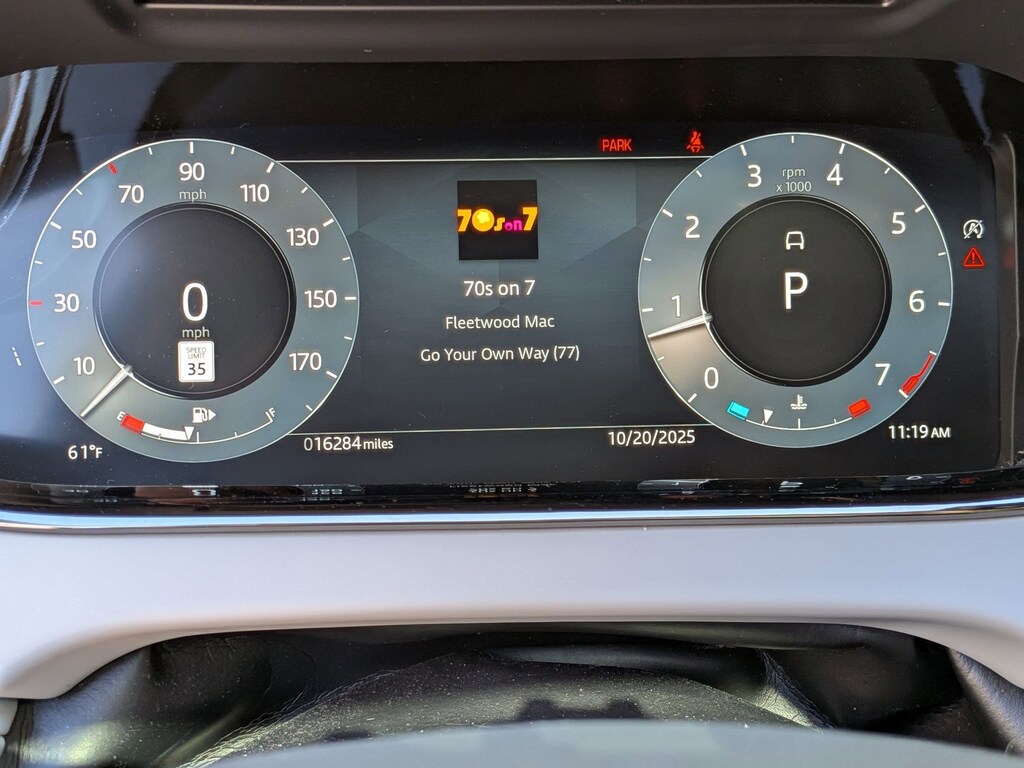 PARK
90
mph
70
110
50
130
30
150
10
170
0
mph
SPEED
LIMIT
35
E
F
61°F
016284 miles
70s on 7
70s on 7
Fleetwood Mac
Go Your Own Way (77)
10/20/2025
3
rpm
x 1000
4
2
5
1
6
0
7
P
11:19 AM